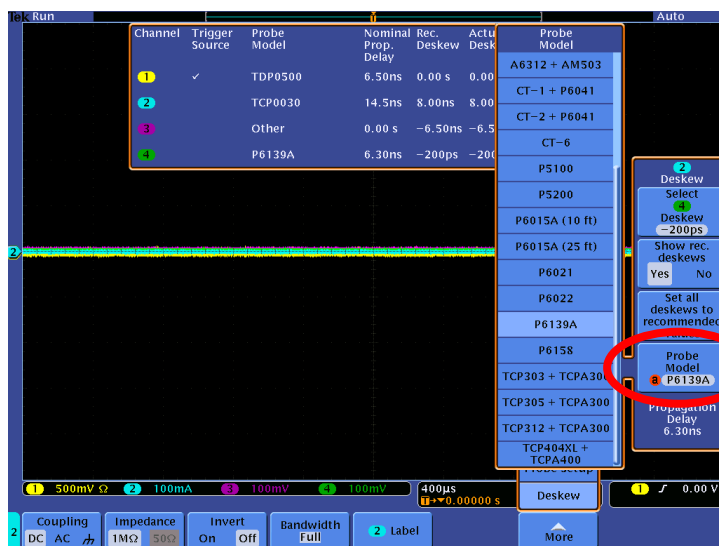 Tek Run Auto
Channel Trigger Source Probe Model Nominal Prop. Delay Rec. Deskew Actu Desk
1 ✓ TDP0500 6.50ns 0.00 s 0.00
2 TCP0030 14.5ns 8.00ns 8.00
3 Other 0.00 s −6.50ns −6.5
4 P6139A 6.30ns −200ps −200
Probe
Model
A6312 + AM503
CT−1 + P6041
CT−2 + P6041
CT−6
P5100
P5200
P6015A (10 ft)
P6015A (25 ft)
P6021
P6022
P6139A
P6158
TCP303 + TCPA300
TCP305 + TCPA300
TCP312 + TCPA300
TCP404XL +
TCPA400
2
Deskew
Select
4
Deskew
−200ps
Show rec.
deskews
Yes No
Set all
deskews to
recommended
Probe
Model
a P6139A
Propagation
Delay
6.30ns
2
1 500mV Ω 2 100mA 3 100mV 4 100mV 400µs 1 ∫ 0.00 V
T→▼0.00000 s
Probe Setup
Deskew
2
Coupling
DC AC
Impedance
1MΩ 50Ω
Invert
On Off
Bandwidth
Full
2 Label
More